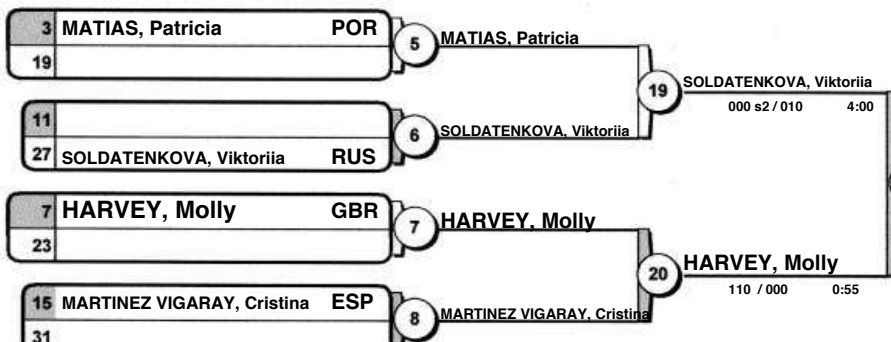 3 MATIAS, Patricia POR
19
5 MATIAS, Patricia
11
27 SOLDATENKOVA, Viktoriia RUS
6 SOLDATENKOVA, Viktoriia
19 SOLDATENKOVA, Viktoriia
000 s2 / 010 4:00
7 HARVEY, Molly GBR
23
7 HARVEY, Molly
15 MARTINEZ VIGARAY, Cristina ESP
31
8 MARTINEZ VIGARAY, Cristina
20 HARVEY, Molly
110 / 000 0:55